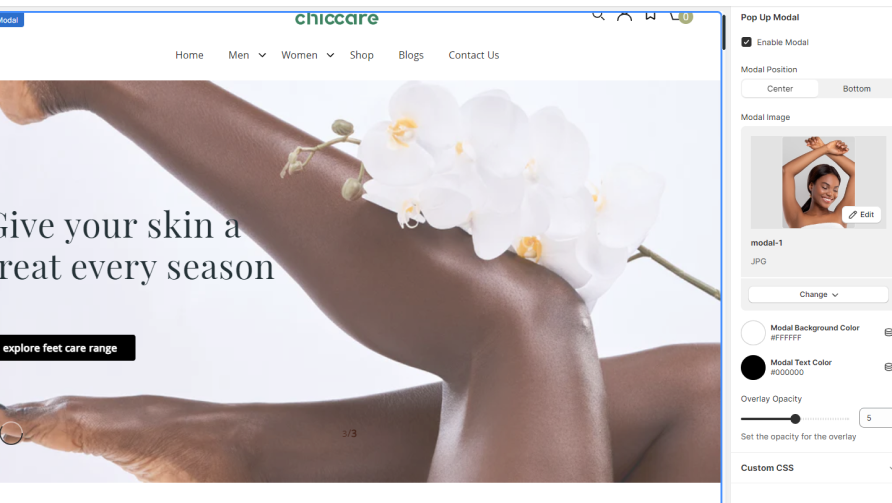 Modal
chiccare
0
Home Men Women Shop Blogs Contact Us
Give your skin a
treat every season
explore feet care range
3/3
Pop Up Modal
Enable Modal
Modal Position
Center Bottom
Modal image
Edit
modal-1
JPG
Change
Modal Background Color
#FFFFFF
Modal Text Color
#000000
Overlay Opacity
5
Set the opacity for the overlay
Custom CSS